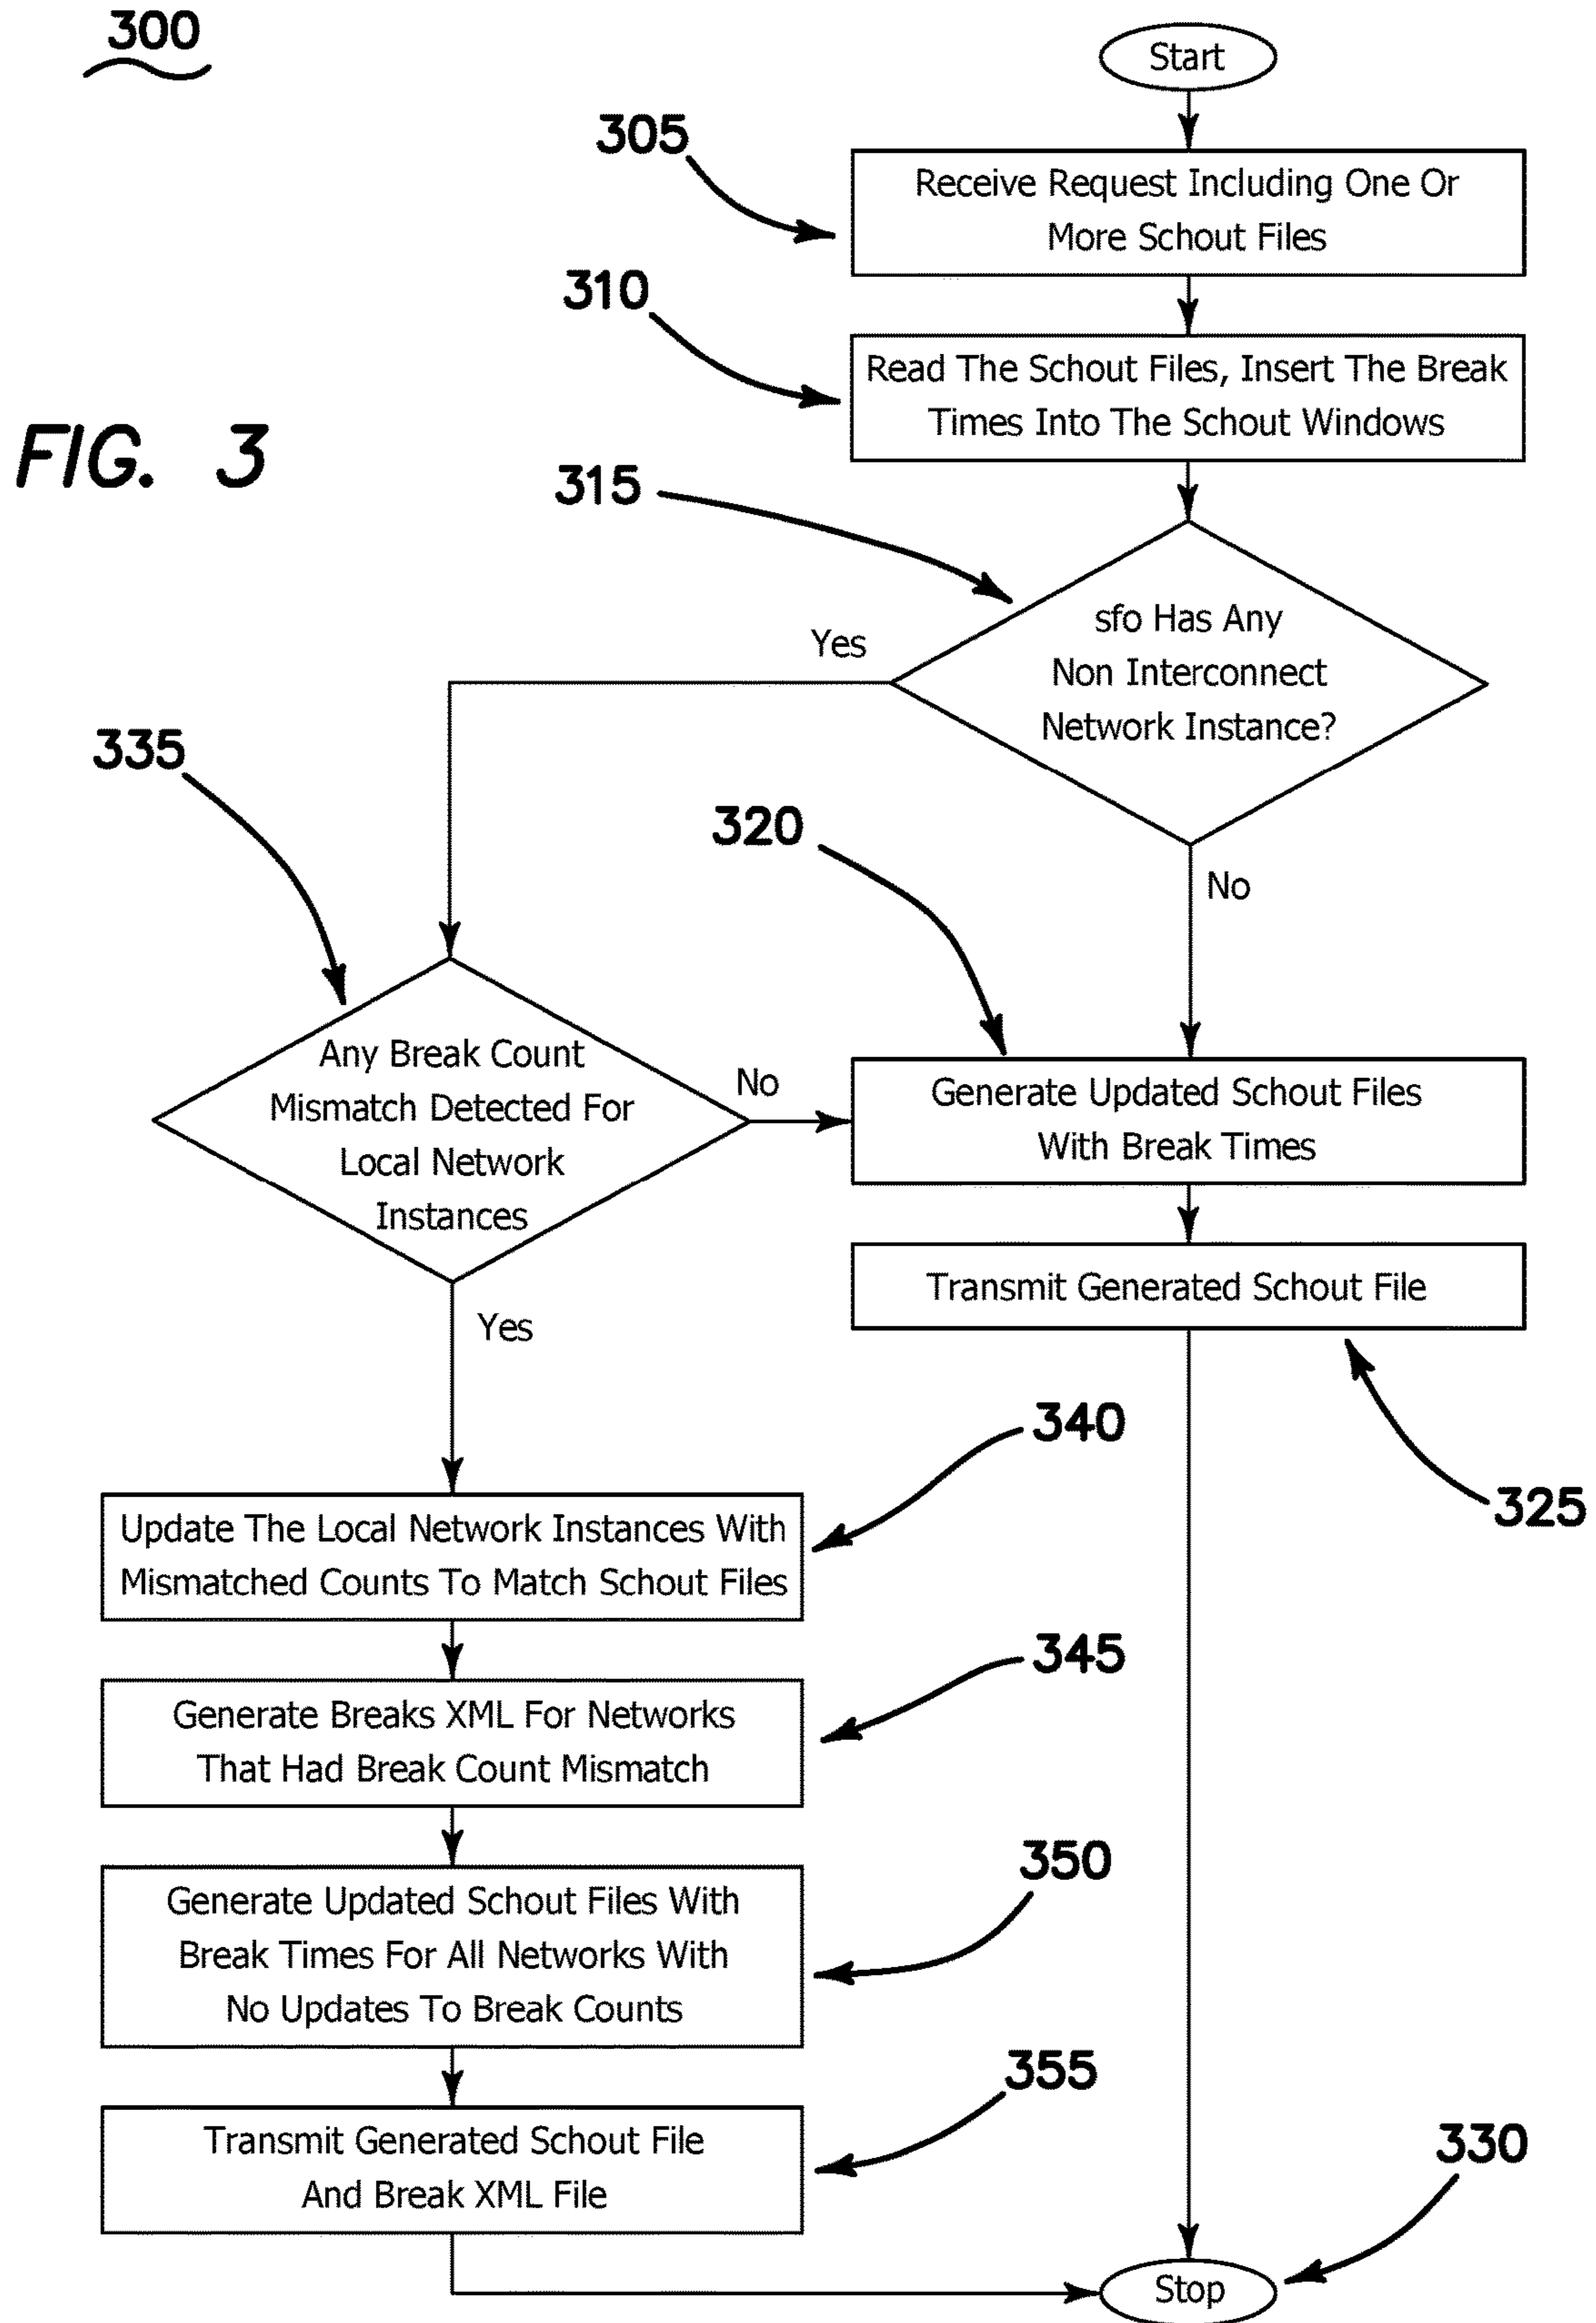 300
Start
305
Receive Request Including One Or
More Schout Files
310
Read The Schout Files, Insert The Break
Times Into The Schout Windows
FIG. 3
315
sfo Has Any
Non Interconnect
Network Instance?
Yes
No
335
320
Any Break Count
Mismatch Detected For
Local Network
Instances
No
Yes
Generate Updated Schout Files
With Break Times
Transmit Generated Schout File
325
340
Update The Local Network Instances With
Mismatched Counts To Match Schout Files
345
Generate Breaks XML For Networks
That Had Break Count Mismatch
350
Generate Updated Schout Files With
Break Times For All Networks With
No Updates To Break Counts
355
Transmit Generated Schout File
And Break XML File
330
Stop